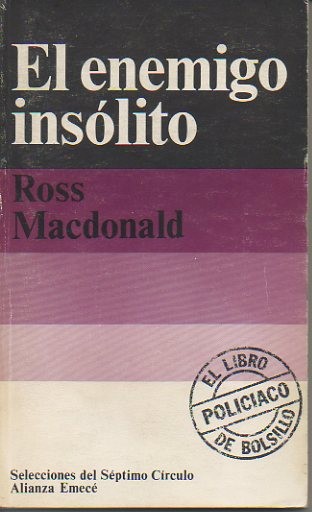 El enemigo
insólito
Ross
Macdonald
EL LIBRO
POLICIACO
DE BOLSILLO
Selecciones del Séptimo Círculo
Alianza Emecé